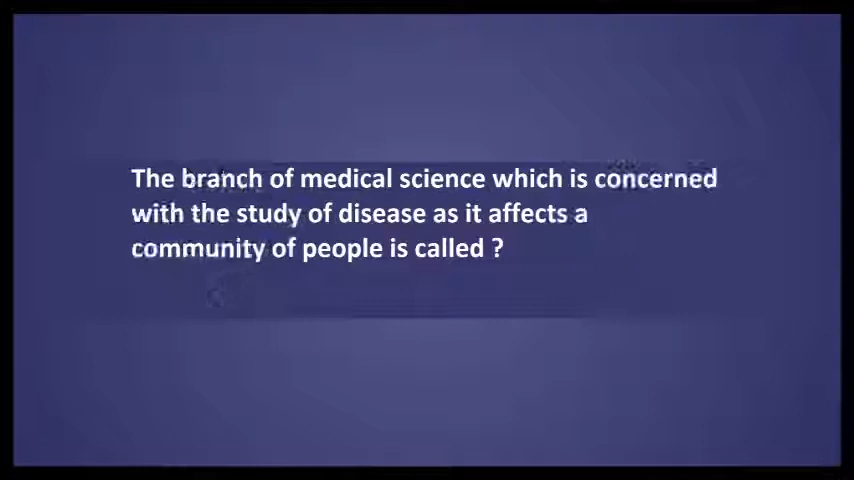 The branch of medical science which is concerned
with the study of disease as it affects a
community of people is called ?